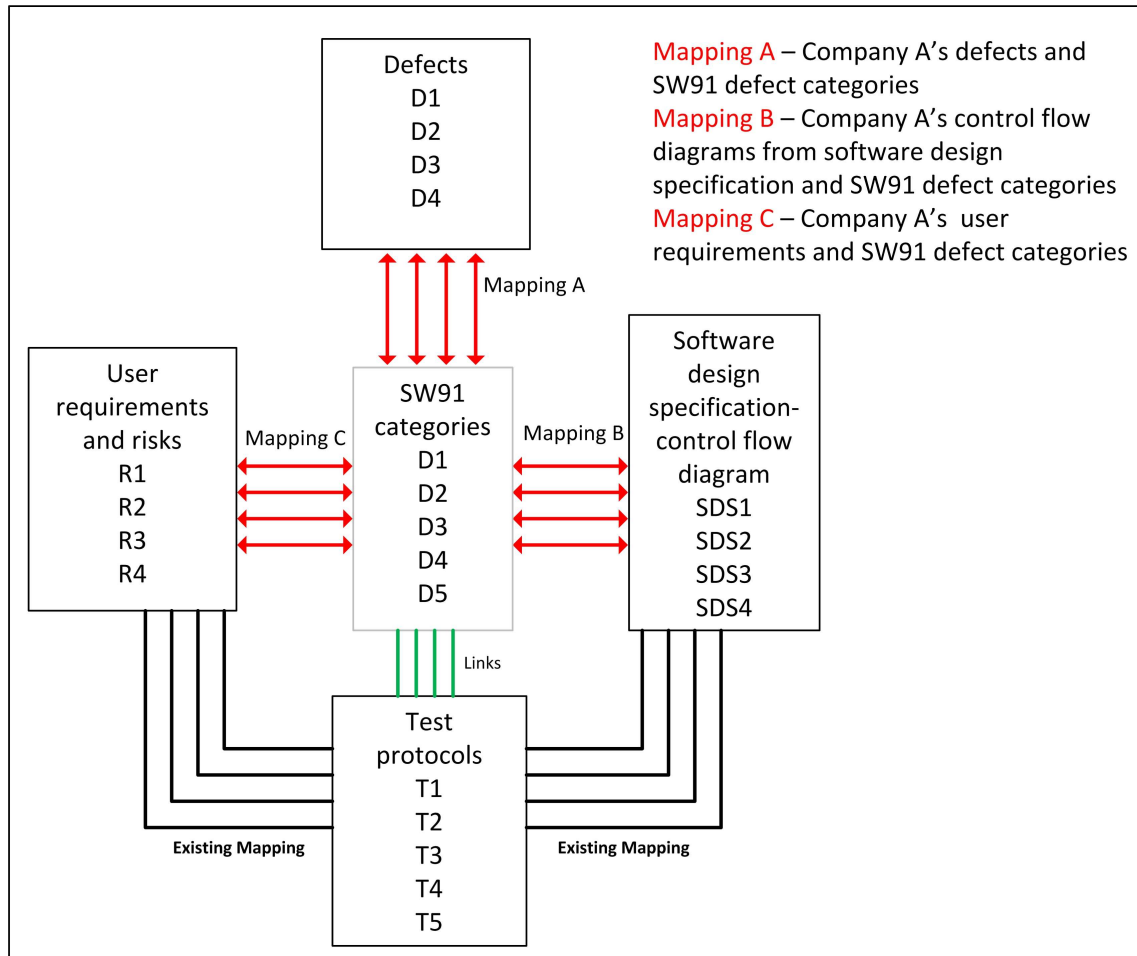 Defects
D1
D2
D3
D4
Mapping A – Company A's defects and
SW91 defect categories
Mapping B – Company A's control flow
diagrams from software design
specification and SW91 defect categories
Mapping C – Company A's  user
requirements and SW91 defect categories
Mapping A
User
requirements
and risks
R1
R2
R3
R4
Mapping C
SW91
categories
D1
D2
D3
D4
D5
Mapping B
Software
design
specification-
control flow
diagram
SDS1
SDS2
SDS3
SDS4
Links
Test
protocols
T1
T2
T3
T4
T5
Existing Mapping
Existing Mapping